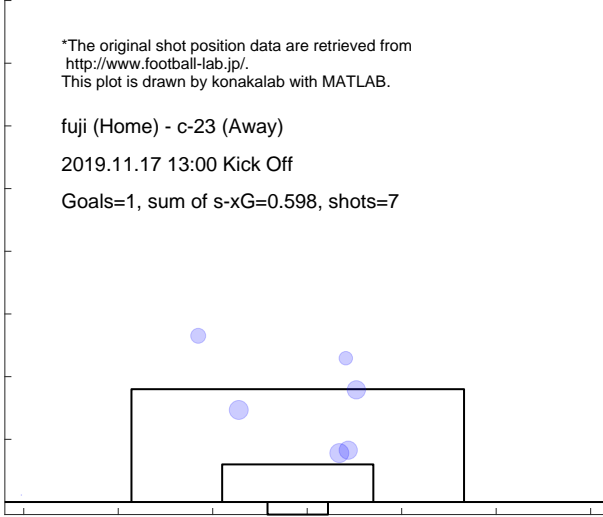 *The original shot position data are retrieved from
http://www.football-lab.jp/.
This plot is drawn by konakalab with MATLAB.
fuji (Home) - c-23 (Away)
2019.11.17 13:00 Kick Off
Goals=1, sum of s-xG=0.598, shots=7